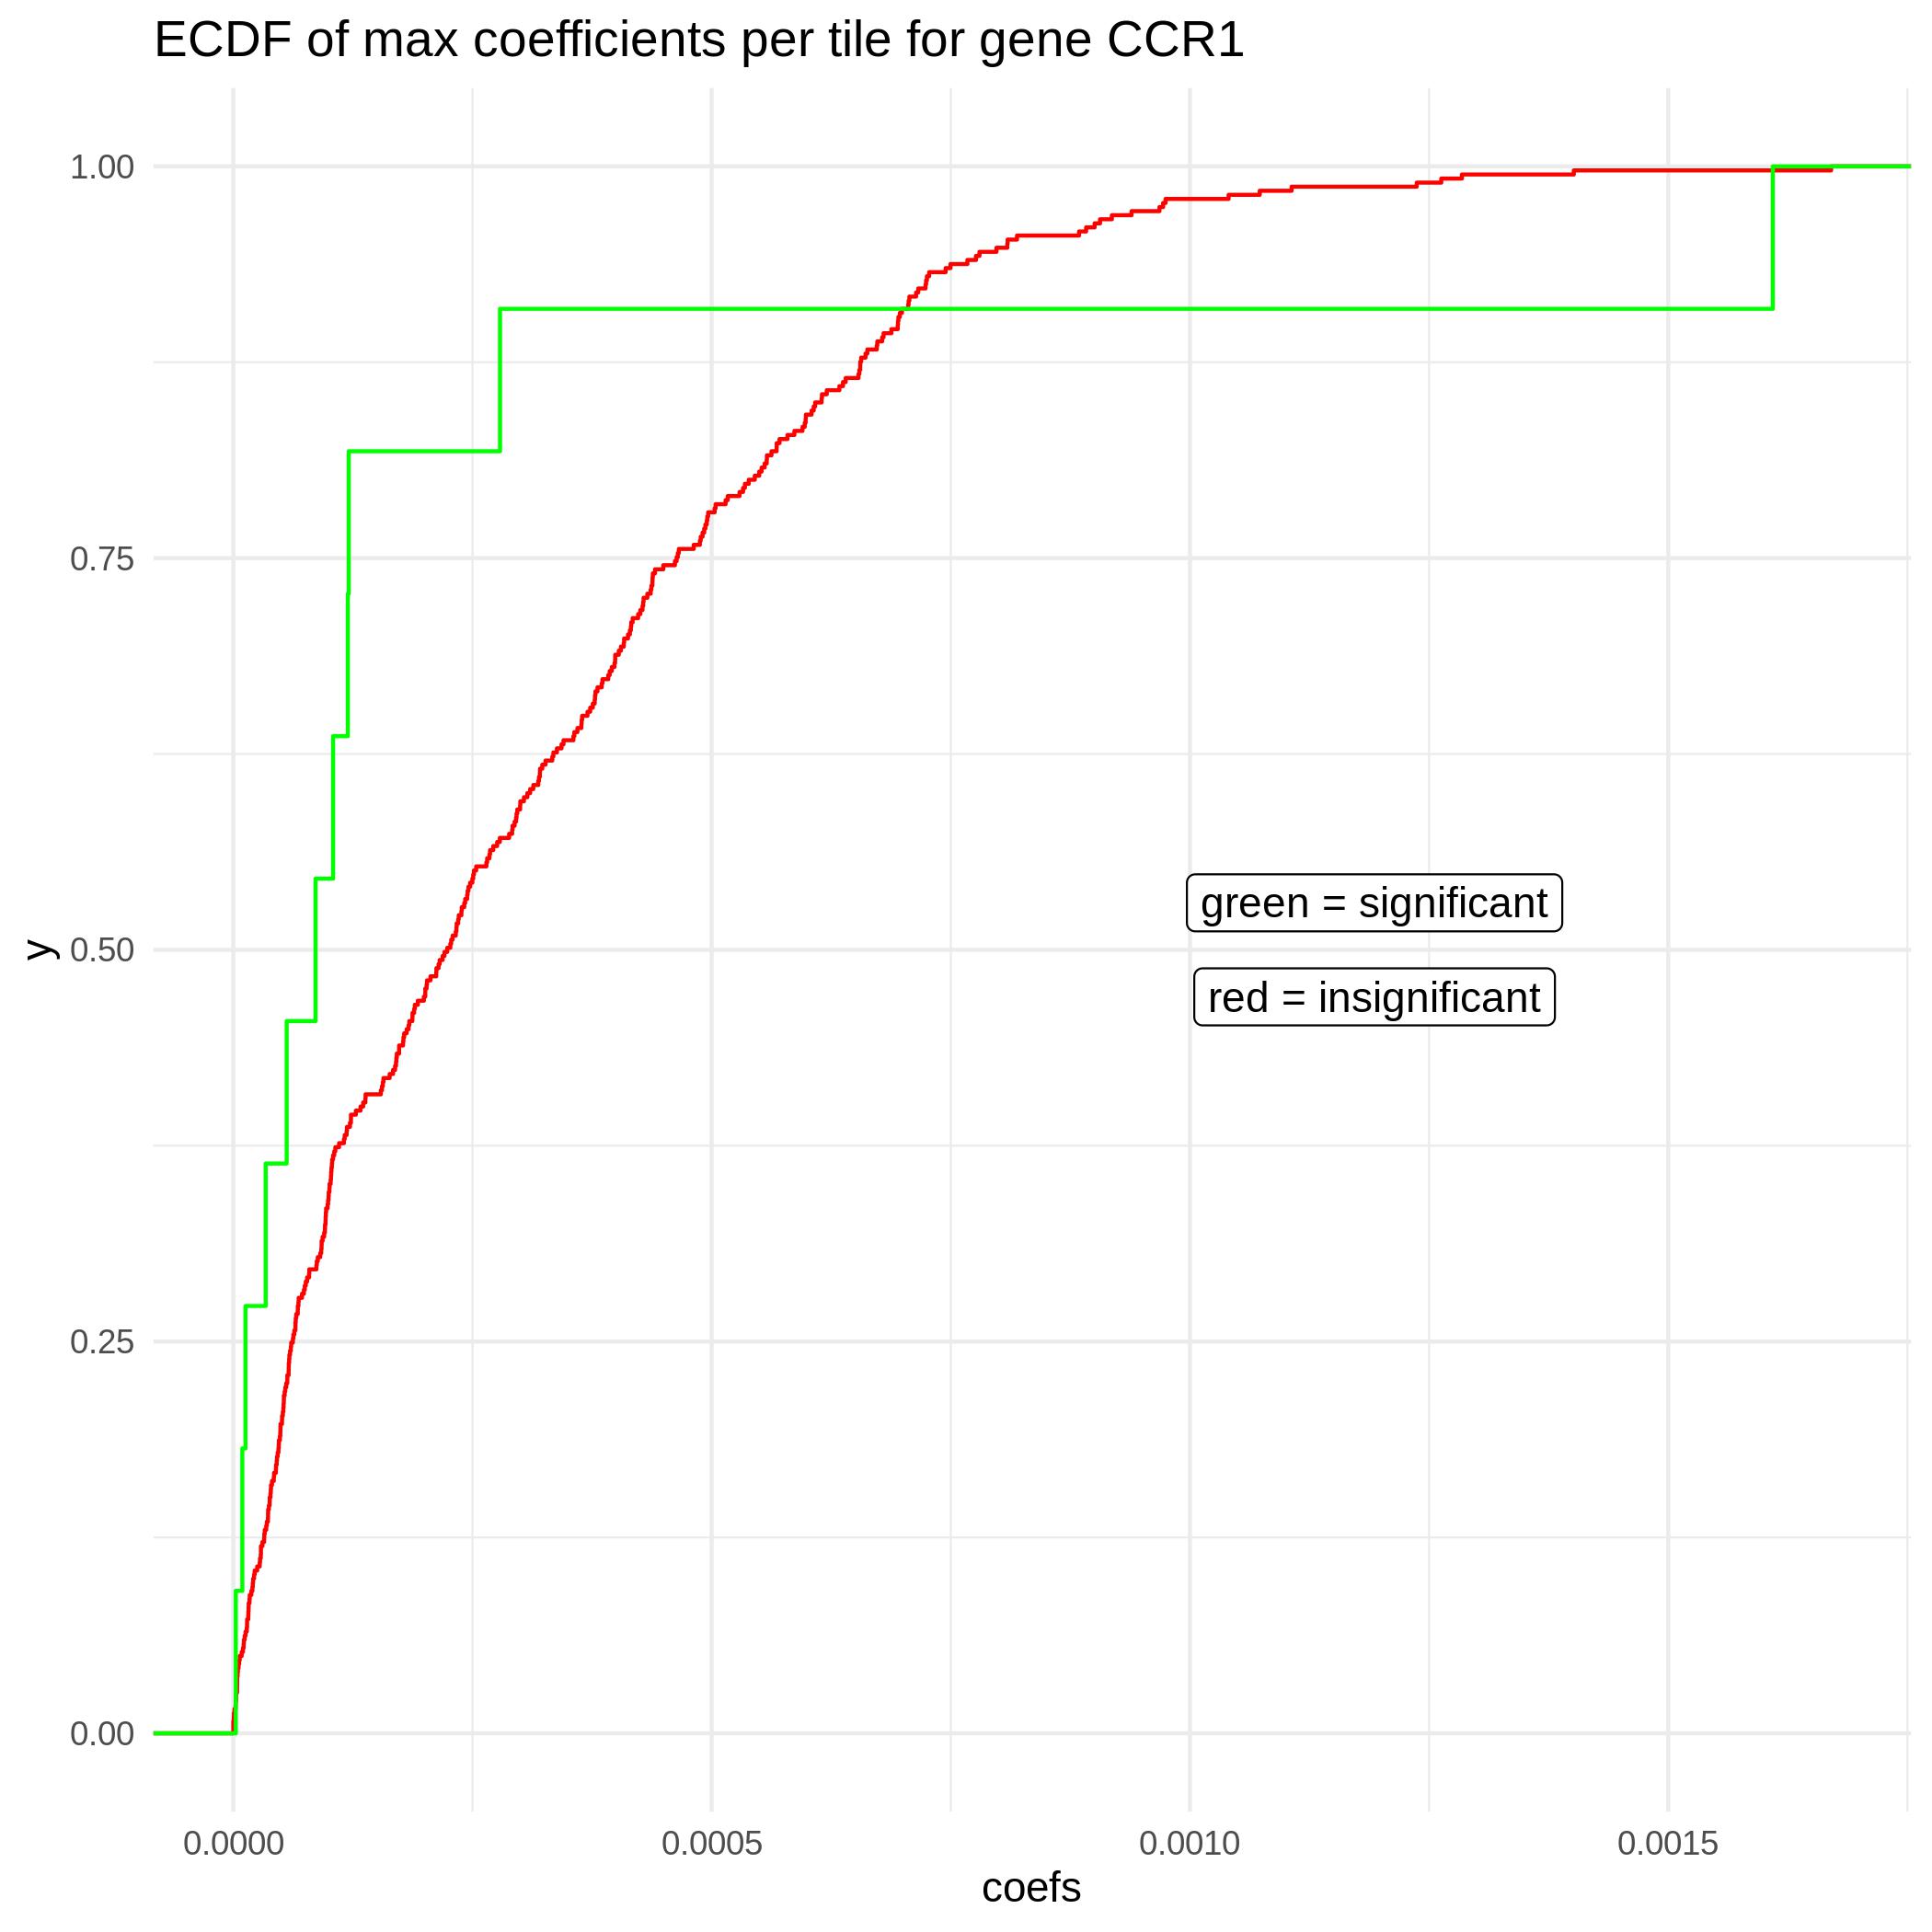 ECDF of max coefficients per tile for gene CCR1
1.00
0.75
0.50
0.25
0.00
y
green = significant
red = insignificant
0.0000
0.0005
0.0010
0.0015
coefs